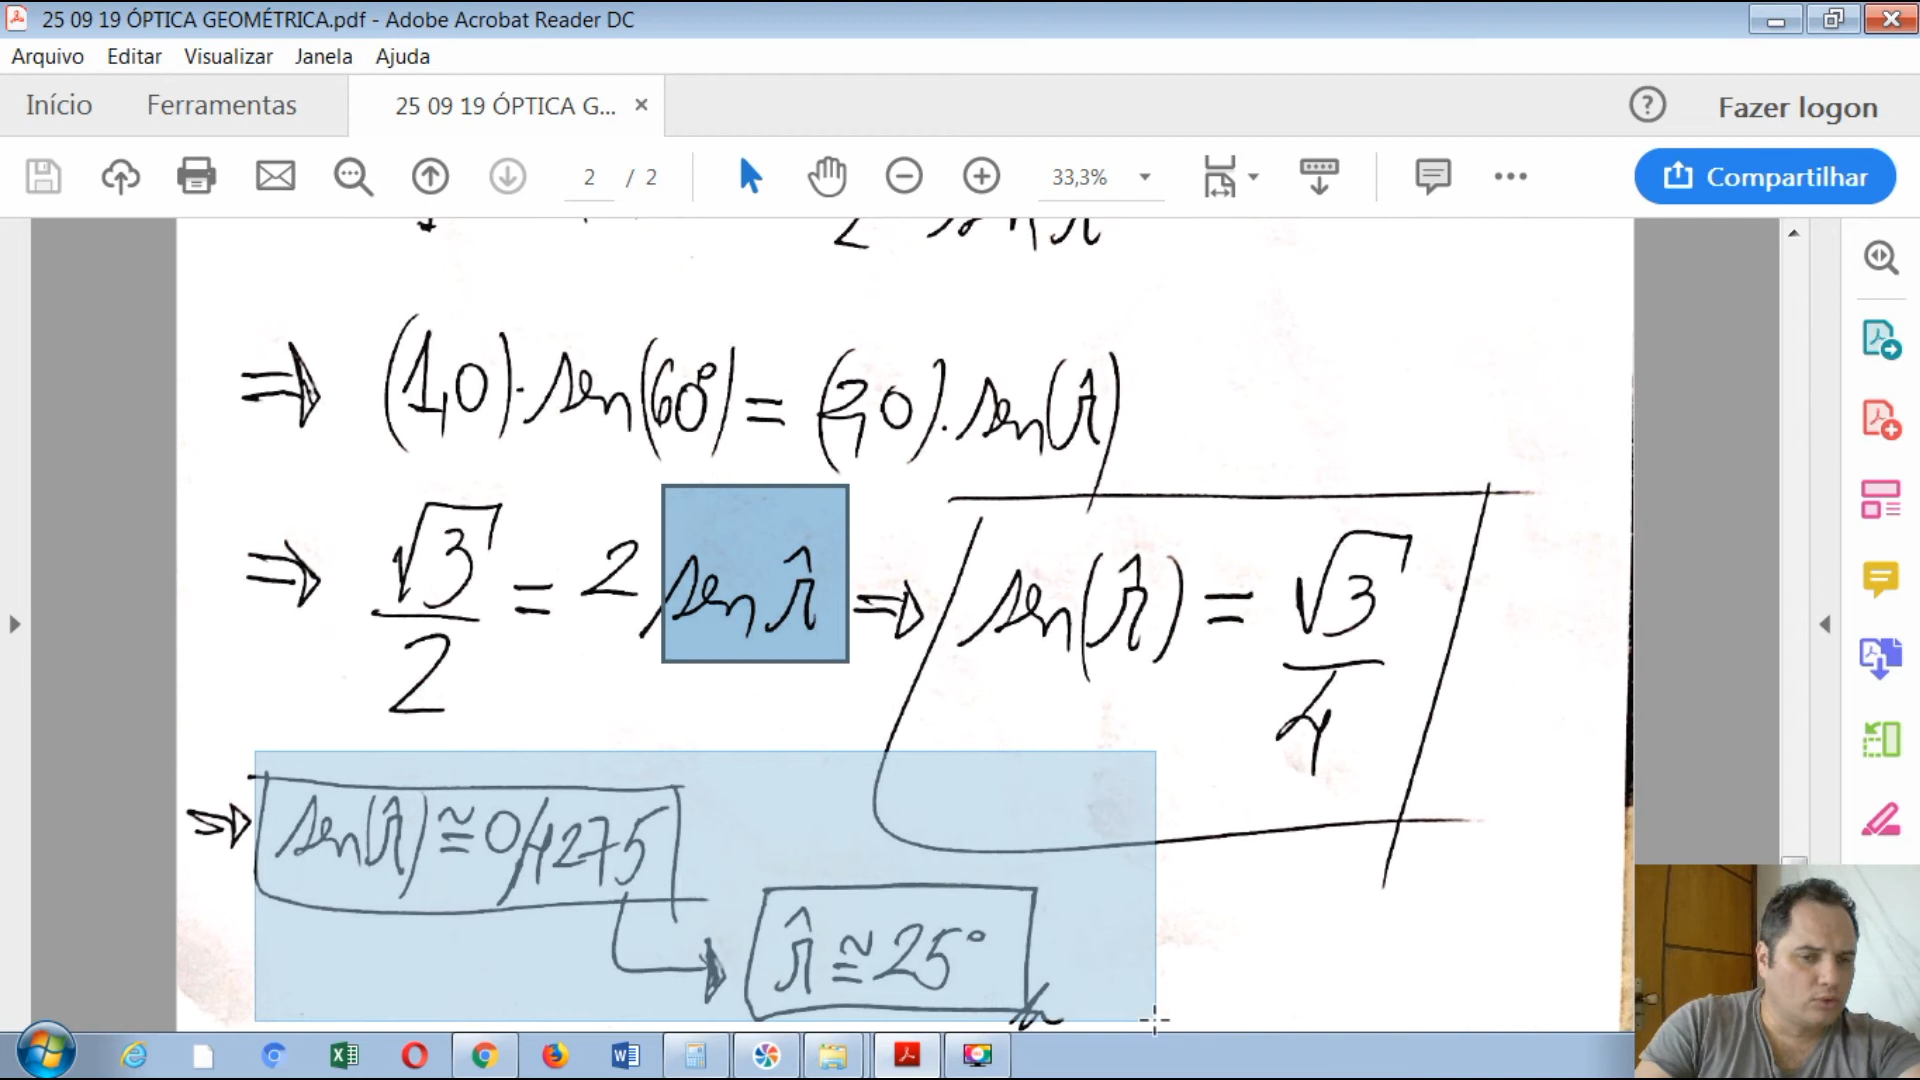 25 09 19 ÓPTICA GEOMÉTRICA.pdf - Adobe Acrobat Reader DC
Arquivo Editar Visualizar Janela Ajuda
Início Ferramentas 25 09 19 ÓPTICA G... × Fazer logon
2 / 2 33,3% Compartilhar
⇒ (1,0)·sen(60°) = (2,0)·sen(r̂)
⇒ √3/2 = 2 sen r̂ ⇒ sen(r̂) = √3/4
⇒ sen(r̂) ≅ 0,4275
r̂ ≅ 25°